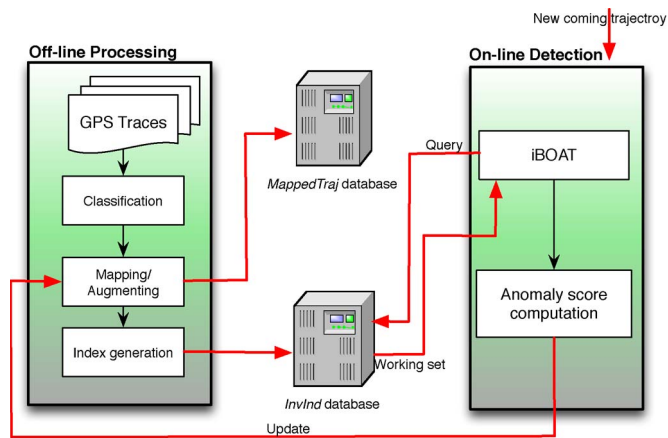 New coming trajectroy
Off-line Processing
On-line Detection
GPS Traces
Query
iBOAT
MappedTraj database
Classification
Mapping/
Augmenting
Anomaly score
computation
Index generation
Working set
InvInd database
Update